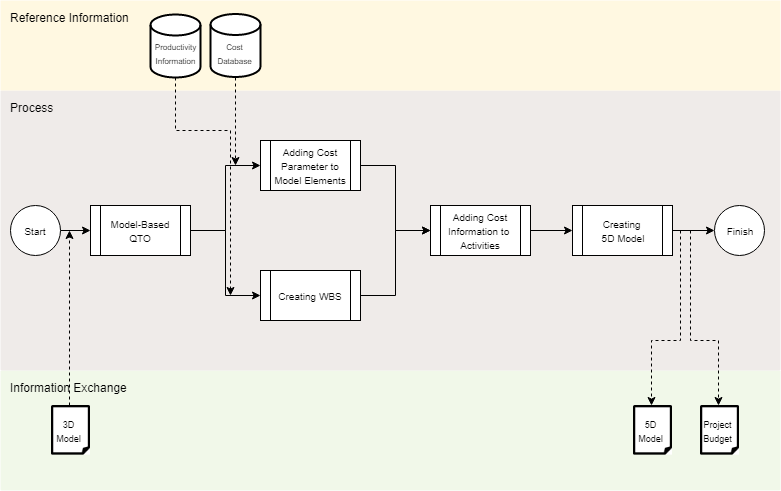 Reference Information
Productivity
Information
Cost
Database
Process
Start
Model-Based
QTO
Adding Cost
Parameter to
Model Elements
Creating WBS
Adding Cost
Information to
Activities
Creating
5D Model
Finish
Information Exchange
3D
Model
5D
Model
Project
Budget